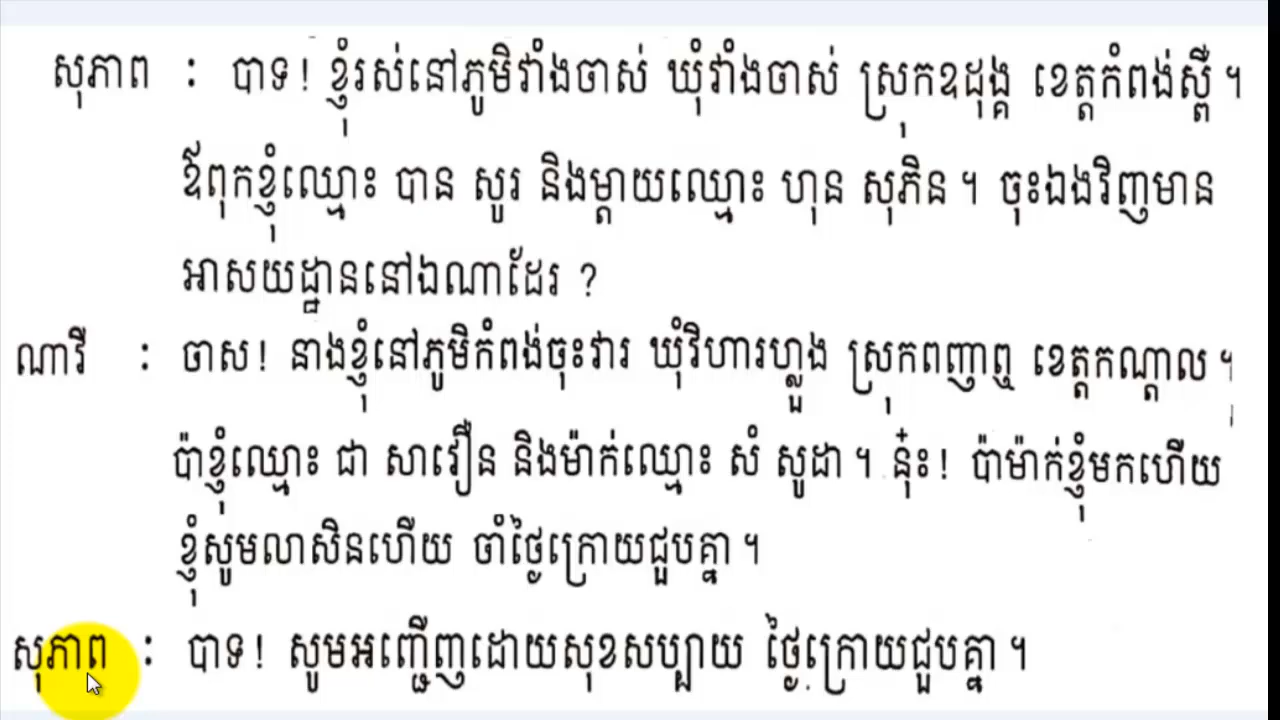 សុភាព : បាទ! ខ្ញុំរស់នៅភូមិវាំងចាស់ ឃុំវាំងចាស់ ស្រុកឧដុង្គ ខេត្តកំពង់ស្ពឺ ។
ឪពុកខ្ញុំឈ្មោះ បាន សួរ និងម្ដាយឈ្មោះ ហុន សុភិន ។ ចុះឯងវិញមាន
អាសយដ្ឋាននៅឯណាដែរ ?
ណាវី : ចាស! នាងខ្ញុំនៅភូមិកំពង់ចុះវារ ឃុំវិហារហ្លួង ស្រុកពញាឮ ខេត្តកណ្ដាល ។
ប៉ាខ្ញុំឈ្មោះ ជា សាវឿន និងម៉ាក់ឈ្មោះ សំ សូដា ។ នុ៎ះ! ប៉ាម៉ាក់ខ្ញុំមកហើយ
ខ្ញុំសូមលាសិនហើយ ចាំថ្ងៃក្រោយជួបគ្នា ។
សុភាព : បាទ! សូមអញ្ជើញដោយសុខសប្បាយ ថ្ងៃក្រោយជួបគ្នា ។